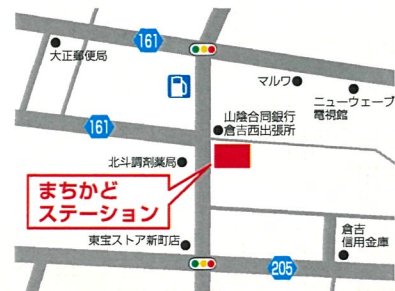 161
大正郵便局
マルワ
ニューウェーブ
電視館
山陰合同銀行
倉吉西出張所
161
北斗調剤薬局
まちかど
ステーション
東宝ストア新町店
倉吉
信用金庫
205